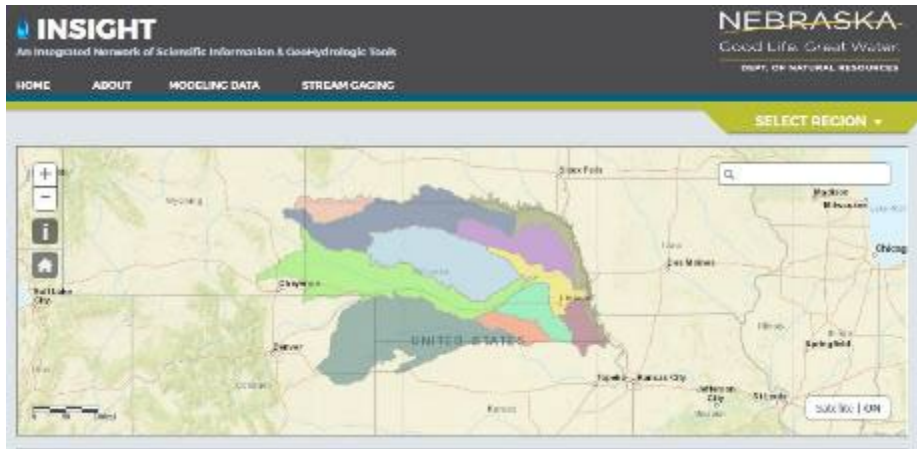 INSIGHT
An Integrated Network of Scientific Information & GeoHydrologic Tools
NEBRASKA
Good Life. Great Water.
DEPT. OF NATURAL RESOURCES
HOME ABOUT MODELING DATA STREAM GAGING
SELECT REGION
+
−
i
Sioux Falls
Wyoming
Madison
Milwaukee
Chicag
Des Moines
Salt Lake
City
Cheyenne
Denver
UNITED STATES
Illinois
Springfield
Topeka
Kansas City
Jefferson
City
St Louis
Kansas
Satellite | ON